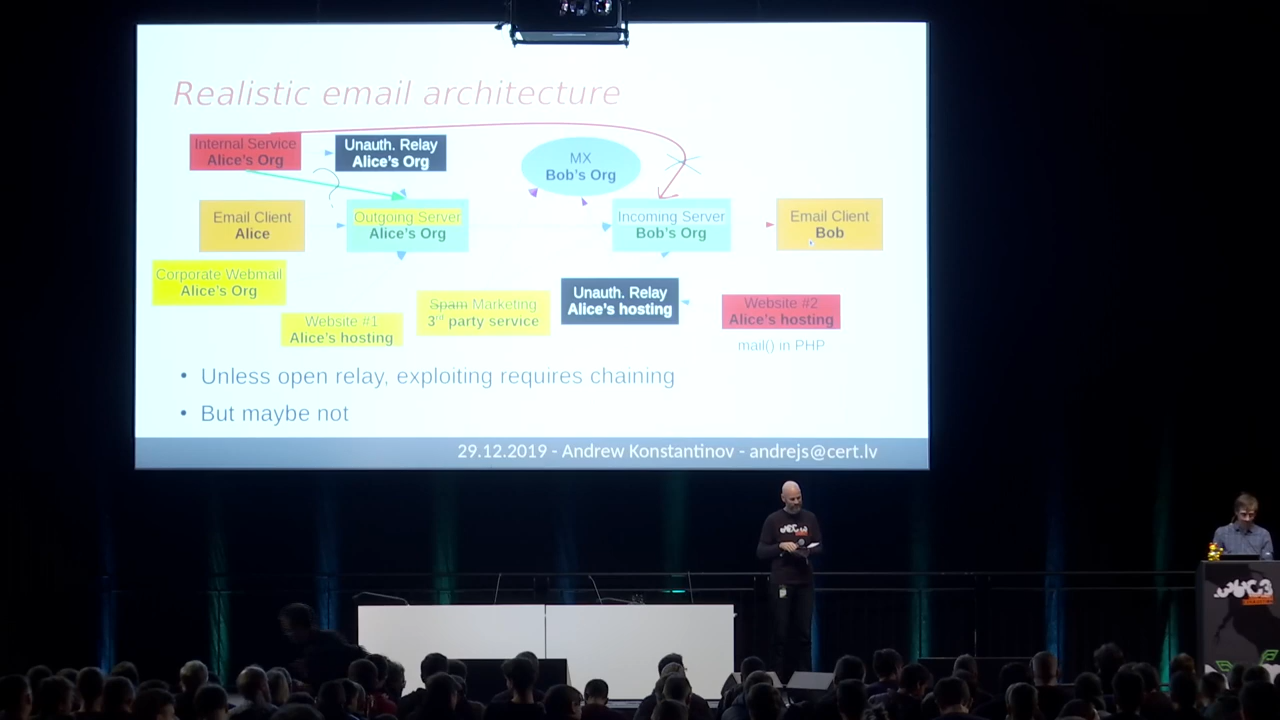 Realistic email architecture
Internal Service
Alice's Org
Unauth. Relay
Alice's Org
MX
Bob's Org
Email Client
Alice
Outgoing Server
Alice's Org
Incoming Server
Bob's Org
Email Client
Bob
Corporate Webmail
Alice's Org
Website #1
Alice's hosting
Spam Marketing
3rd party service
Unauth. Relay
Alice's hosting
Website #2
Alice's hosting
mail() in PHP
• Unless open relay, exploiting requires chaining
• But maybe not
29.12.2019 - Andrew Konstantinov - andrejs@cert.lv